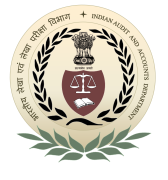 भारतीय लेखा एवं लेखा परीक्षा विभाग
INDIAN AUDIT AND ACCOUNTS DEPARTMENT